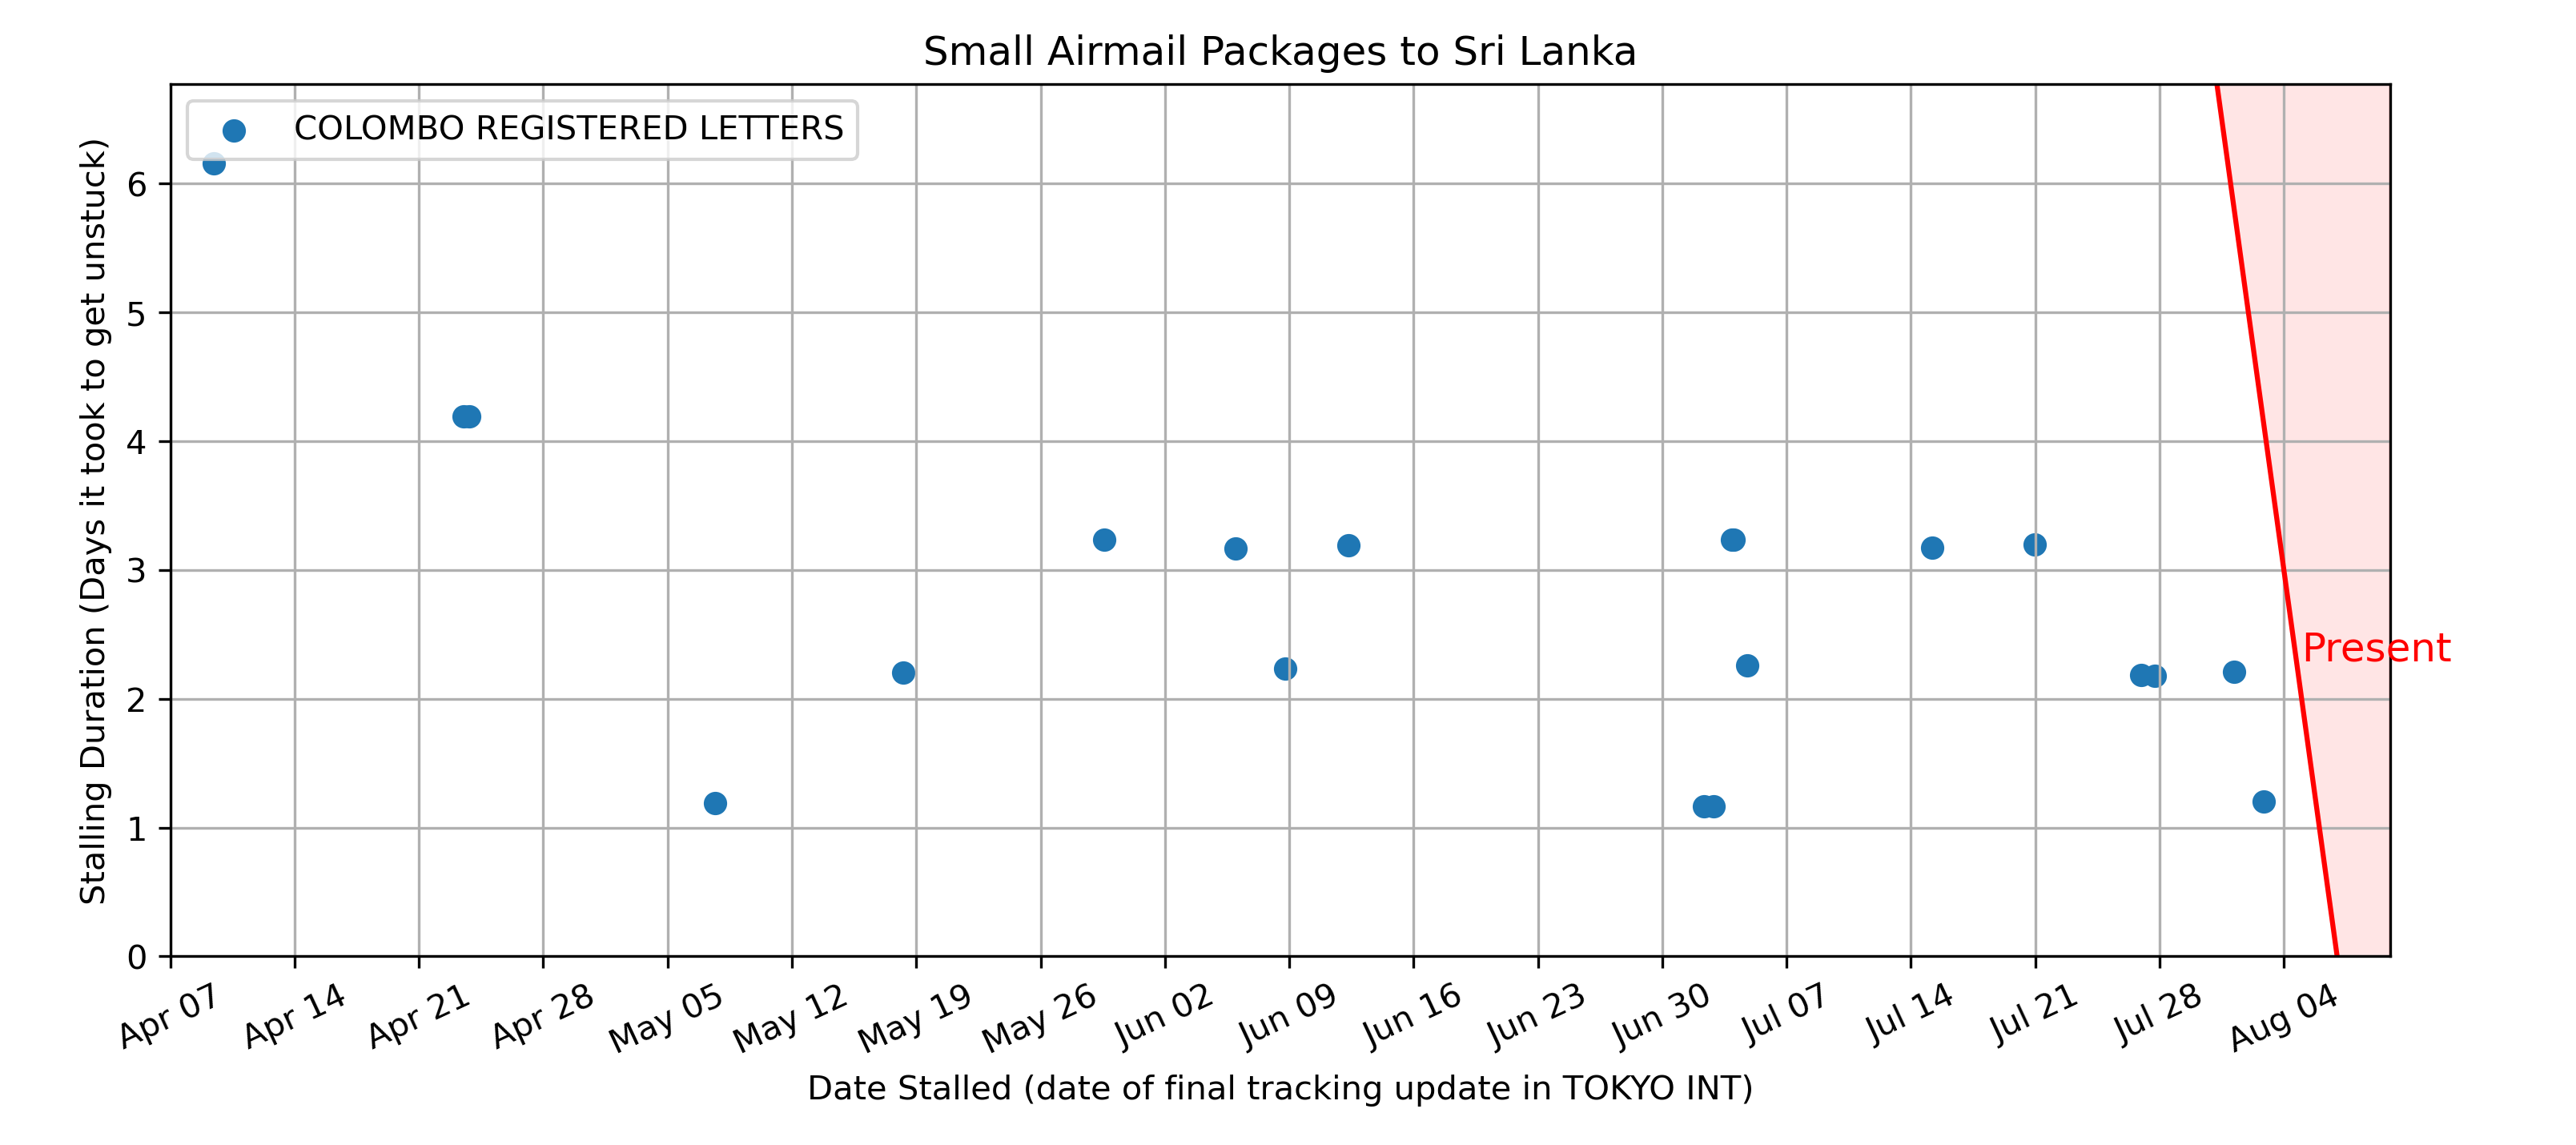 Small Airmail Packages to Sri Lanka
COLOMBO REGISTERED LETTERS
Stalling Duration (Days it took to get unstuck)
6
5
4
3
2
1
0
Present
Apr 07
Apr 14
Apr 21
Apr 28
May 05
May 12
May 19
May 26
Jun 02
Jun 09
Jun 16
Jun 23
Jun 30
Jul 07
Jul 14
Jul 21
Jul 28
Aug 04
Date Stalled (date of final tracking update in TOKYO INT)